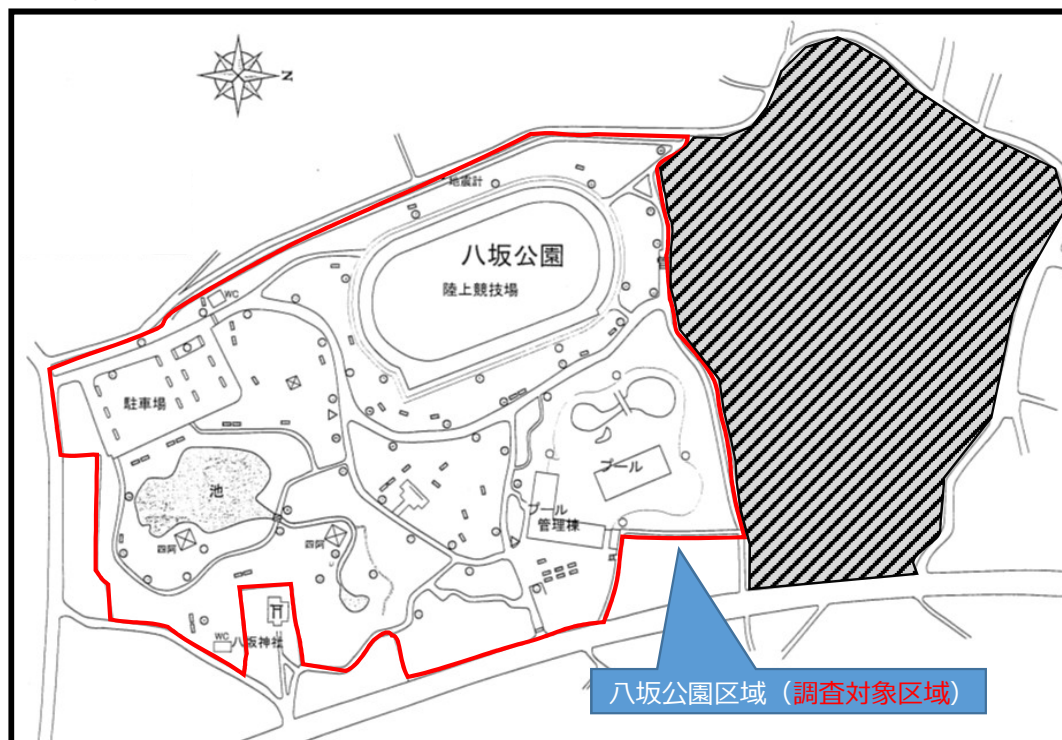 N
地震計
八坂公園
陸上競技場
WC
駐車場
プール
池
プール
管理棟
四阿
四阿
WC
八坂神社
八坂公園区域（調査対象区域）